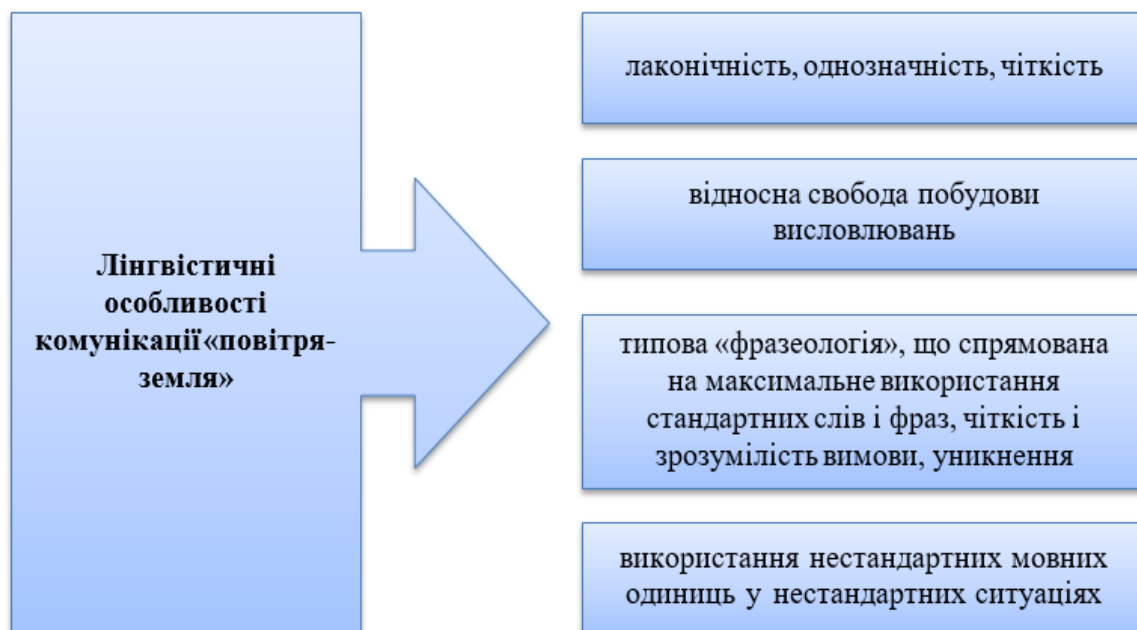 Лінгвістичні
особливості
комунікації «повітря-
земля»
лаконічність, однозначність, чіткість
відносна свобода побудови
висловлювань
типова «фразеологія», що спрямована
на максимальне використання
стандартних слів і фраз, чіткість і
зрозумілість вимови, уникнення
використання нестандартних мовних
одиниць у нестандартних ситуаціях